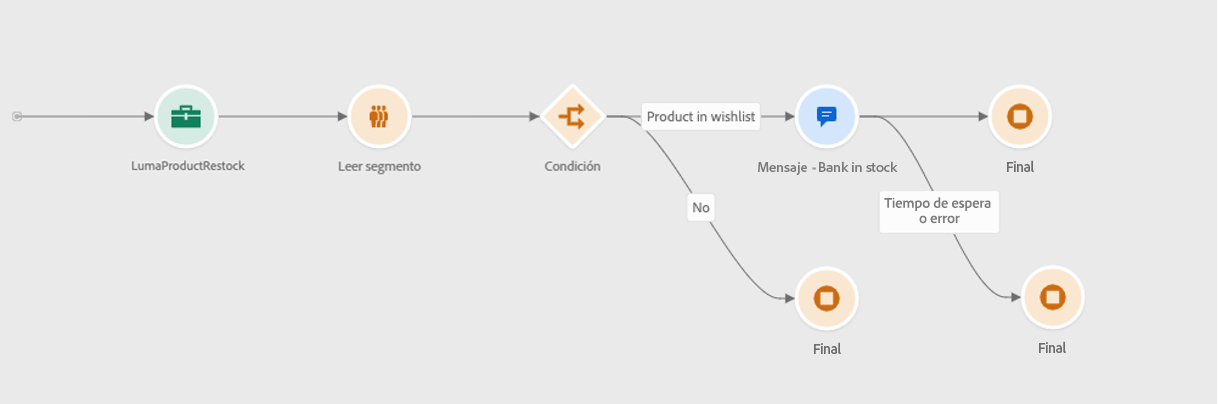 Product in wishlist
LumaProductRestock
Leer segmento
Condición
Mensaje - Bank in stock
Final
No
Tiempo de espera
o error
Final
Final